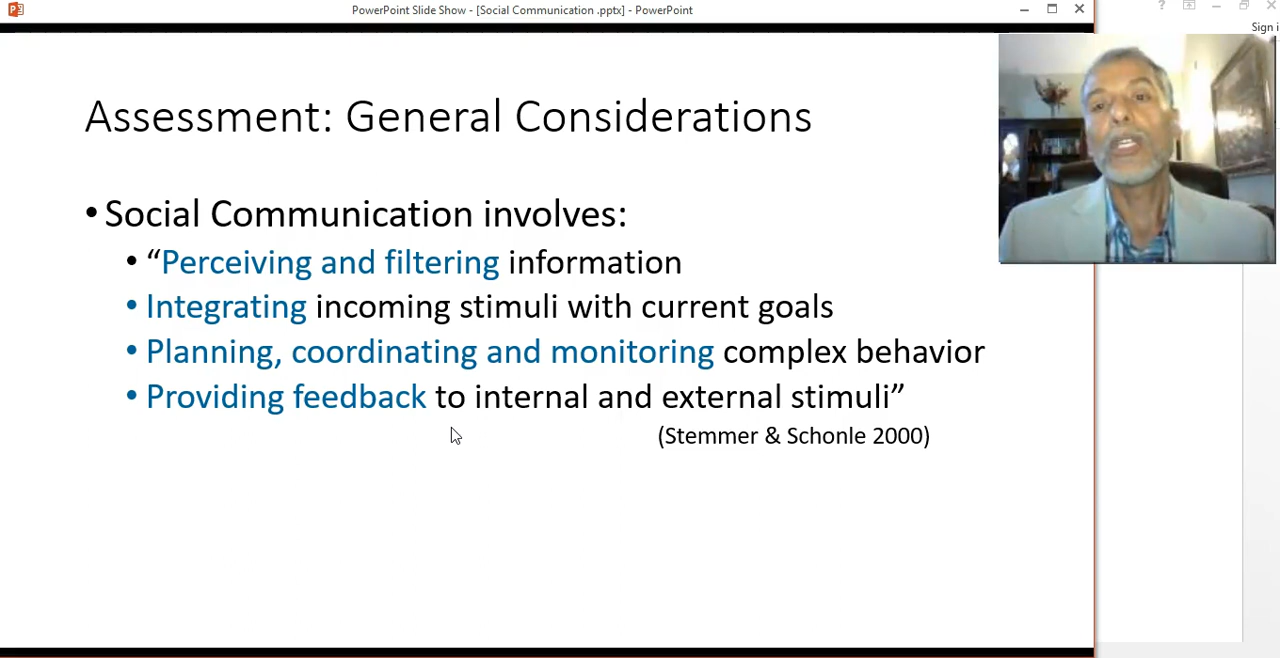 PowerPoint Slide Show - [Social Communication .pptx] - PowerPoint
Sign i
Assessment: General Considerations
• Social Communication involves:
• “Perceiving and filtering information
• Integrating incoming stimuli with current goals
• Planning, coordinating and monitoring complex behavior
• Providing feedback to internal and external stimuli”
(Stemmer & Schonle 2000)